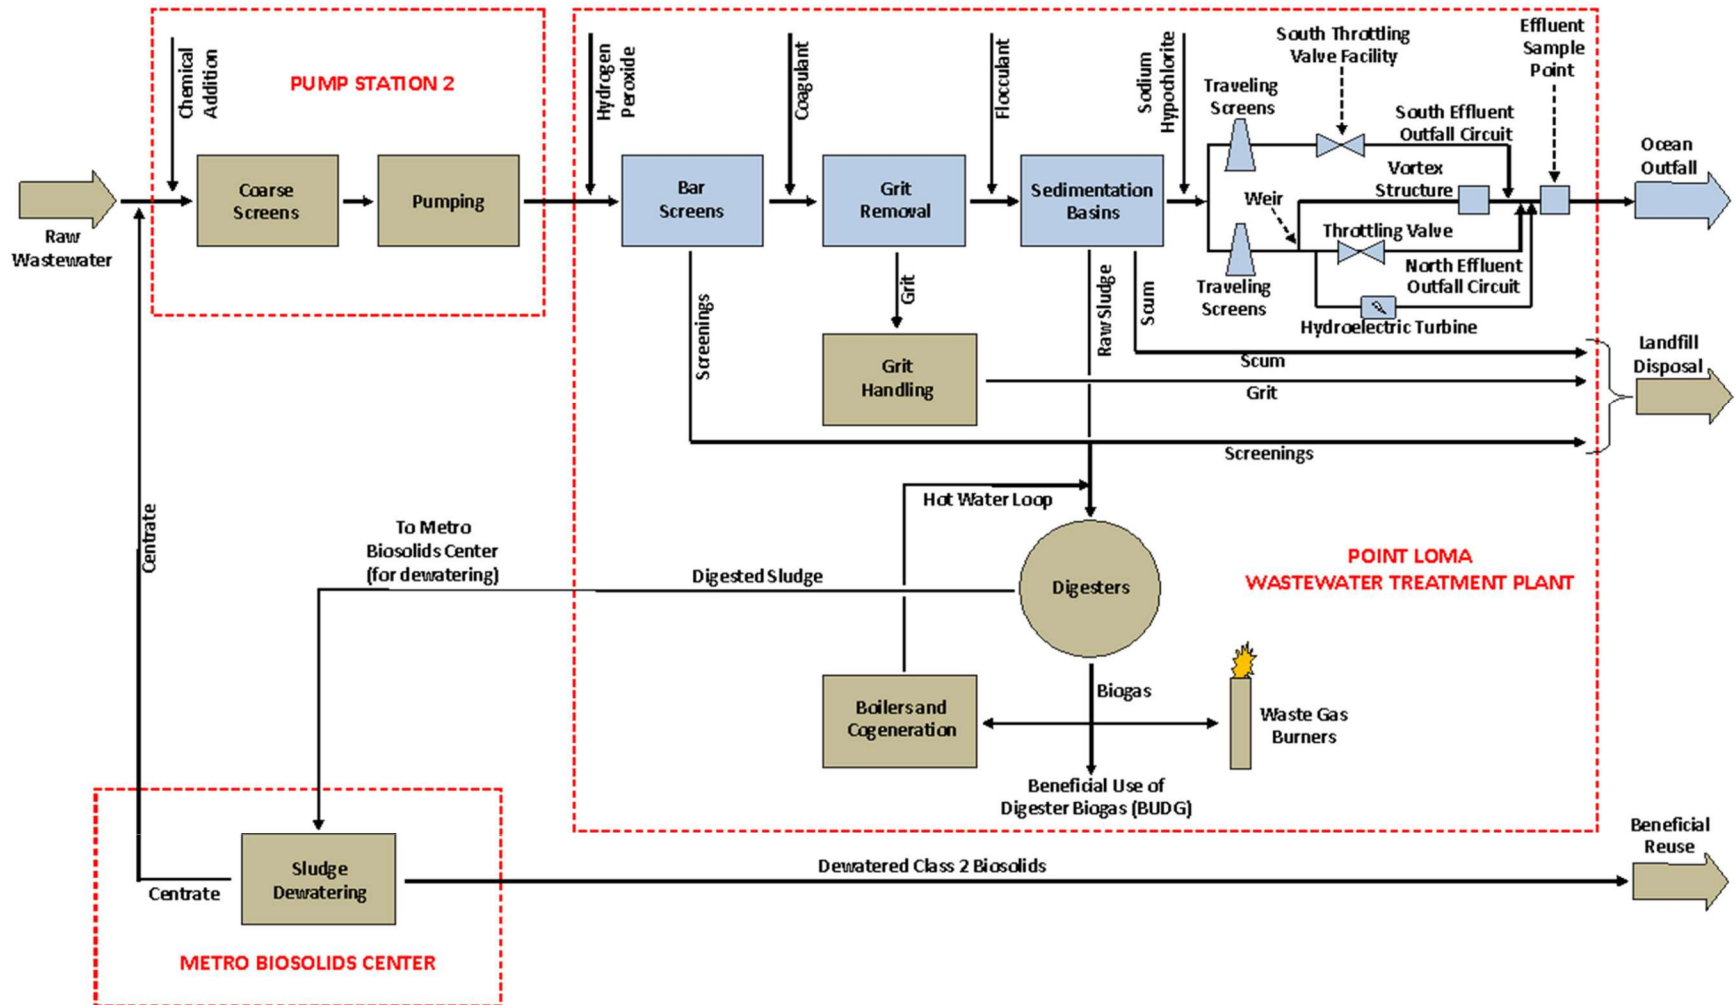 PUMP STATION 2
Chemical
Addition
Raw
Wastewater
Coarse
Screens
Pumping
Hydrogen
Peroxide
Coagulant
Flocculant
Sodium
Hypochlorite
Bar
Screens
Grit
Removal
Sedimentation
Basins
South Throttling
Valve Facility
Effluent
Sample
Point
Traveling
Screens
South Effluent
Outfall Circuit
Vortex
Structure
Weir
Throttling Valve
North Effluent
Outfall Circuit
Traveling
Screens
Hydroelectric Turbine
Ocean
Outfall
Screenings
Grit
Raw Sludge
Scum
Grit
Handling
Scum
Grit
Screenings
Landfill
Disposal
Hot Water Loop
Centrate
To Metro
Biosolids Center
(for dewatering)
Digested Sludge
Digesters
POINT LOMA
WASTEWATER TREATMENT PLANT
Biogas
Boilers and
Cogeneration
Waste Gas
Burners
Beneficial Use of
Digester Biogas (BUDG)
Sludge
Dewatering
Centrate
Dewatered Class 2 Biosolids
Beneficial
Reuse
METRO BIOSOLIDS CENTER